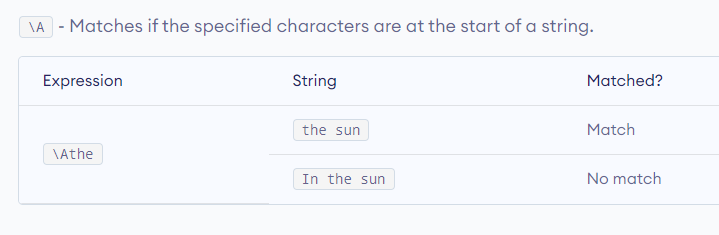 \A - Matches if the specified characters are at the start of a string.
Expression String Matched?
\Athe
the sun Match
In the sun No match